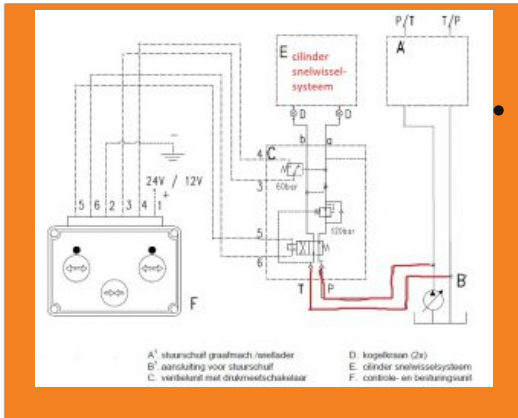 P/T T/P
A
E cilinder
snelwissel-
systeem
D D
b a
4 C
3 60bar
24V / 12V
+
5 6 2 3 4 1
120bar
5
6
T P
B
F
A stuurschuif graafmach./wiellader
B aansluiting voor stuurschuif
C. ventielunit met drukmeetschakelaar
D. kogelkraan (2x)
E. cilinder snelwisselsysteem
F. controle- en besturingsunit